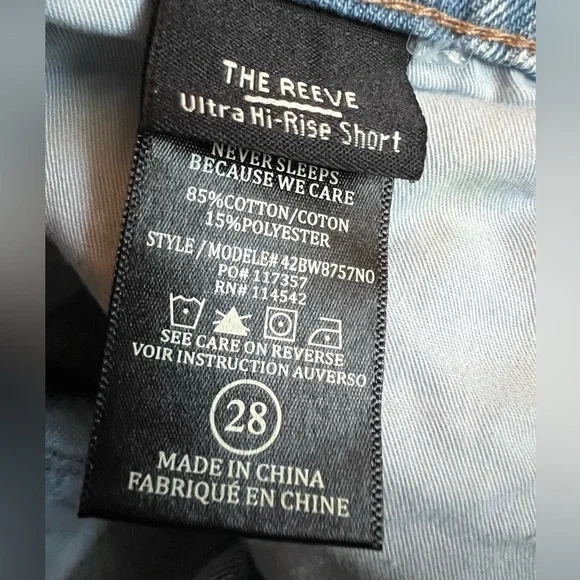 THE REEVE
Ultra Hi-Rise Short
NEVER SLEEPS
BECAUSE WE CARE
85%COTTON/COTON
15%POLYESTER
STYLE / MODELE# 42BW8757NO
PO# 117357
RN# 114542
SEE CARE ON REVERSE
VOIR INSTRUCTION AUVERSO
28
MADE IN CHINA
FABRIQUÉ EN CHINE